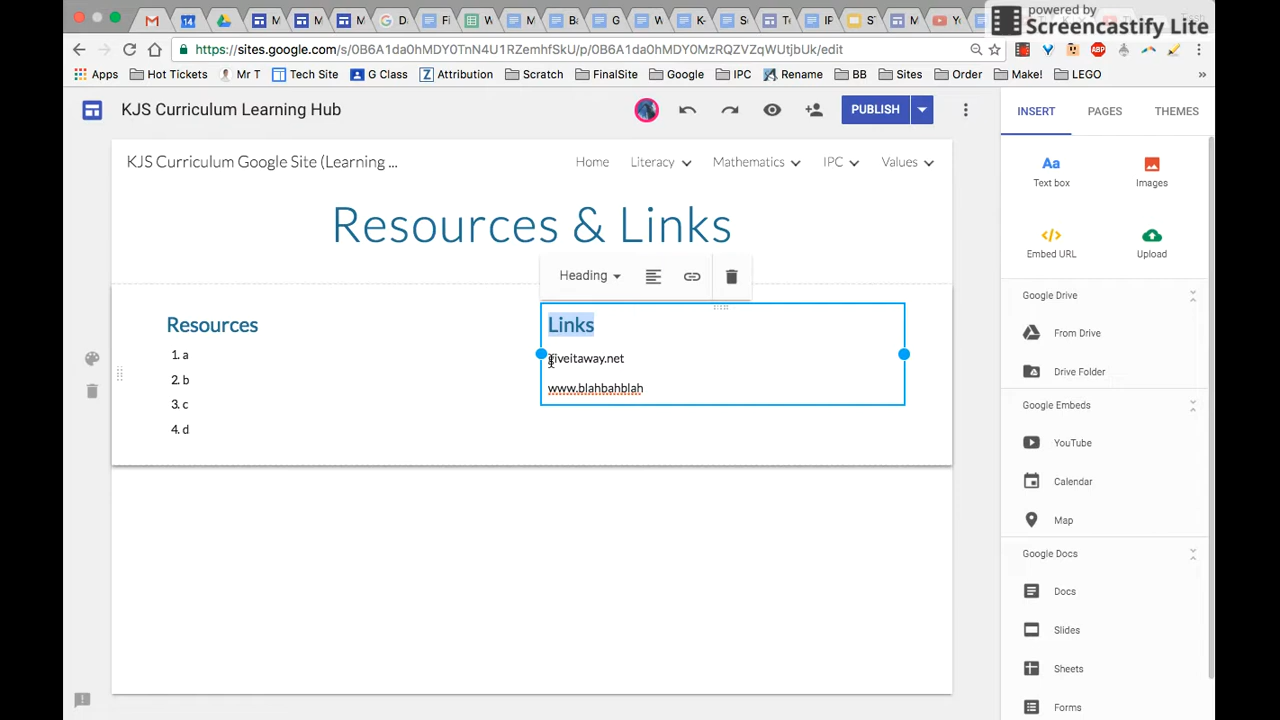 powered by
Screencastify Lite
https://sites.google.com/s/0B6A1da0hMDY0TnN4U1RZemhfSkU/p/0B6A1da0hMDY0MzRQZVZqWUtjbUk/edit
Apps Hot Tickets Mr T Tech Site G Class Attribution Scratch FinalSite Google IPC Rename BB Sites Order Make! LEGO »
KJS Curriculum Learning Hub
PUBLISH
INSERT PAGES THEMES
KJS Curriculum Google Site (Learning ...
Home Literacy Mathematics IPC Values
Resources & Links
Heading
Resources
1. a
2. b
3. c
4. d
Links
www.blahbahblah
Aa
Text box
Images
Embed URL
Upload
Google Drive
From Drive
Drive Folder
Google Embeds
YouTube
Calendar
Map
Google Docs
Docs
Slides
Sheets
Forms